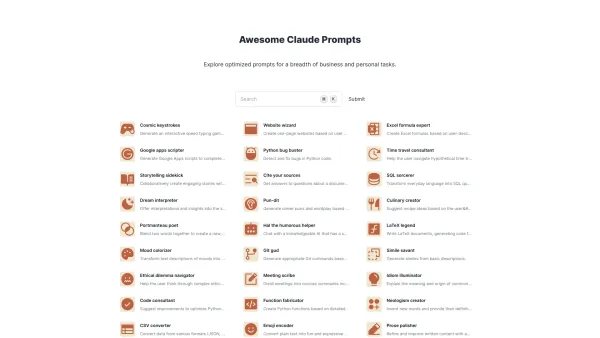 Awesome Claude Prompts
Explore optimized prompts for a breadth of business and personal tasks.
Search ⌘ K Submit
Cosmic keystrokes
Generate an interactive speed typing gam...
Website wizard
Create one-page websites based on user ...
Excel formula expert
Create Excel formulas based on user-desc...
Google apps scripter
Generate Google Apps scripts to complete...
Python bug buster
Detect and fix bugs in Python code.
Time travel consultant
Help the user navigate hypothetical time tr...
Storytelling sidekick
Collaboratively create engaging stories wit...
Cite your sources
Get answers to questions about a docume...
SQL sorcerer
Transform everyday language into SQL qu...
Dream interpreter
Offer interpretations and insights into the s...
Pun-dit
Generate clever puns and wordplay based ...
Culinary creator
Suggest recipe ideas based on the user&#...
Portmanteau poet
Blend two words together to create a new, ...
Hal the humorous helper
Chat with a knowledgeable AI that has a s...
LaTeX legend
Write LaTeX documents, generating code f...
Mood colorizer
Transform text descriptions of moods into ...
Git gud
Generate appropriate Git commands base...
Simile savant
Generate similes from basic descriptions.
Ethical dilemma navigator
Help the user think through complex ethic...
Meeting scribe
Distill meetings into concise summaries inc...
Idiom illuminator
Explain the meaning and origin of common...
Code consultant
Suggest improvements to optimize Python...
Function fabricator
Create Python functions based on detailed...
Neologism creator
Invent new words and provide their definiti...
CSV converter
Convert data from various formats (JSON, ...
Emoji encoder
Convert plain text into fun and expressive...
Prose polisher
Refine and improve written content with a...